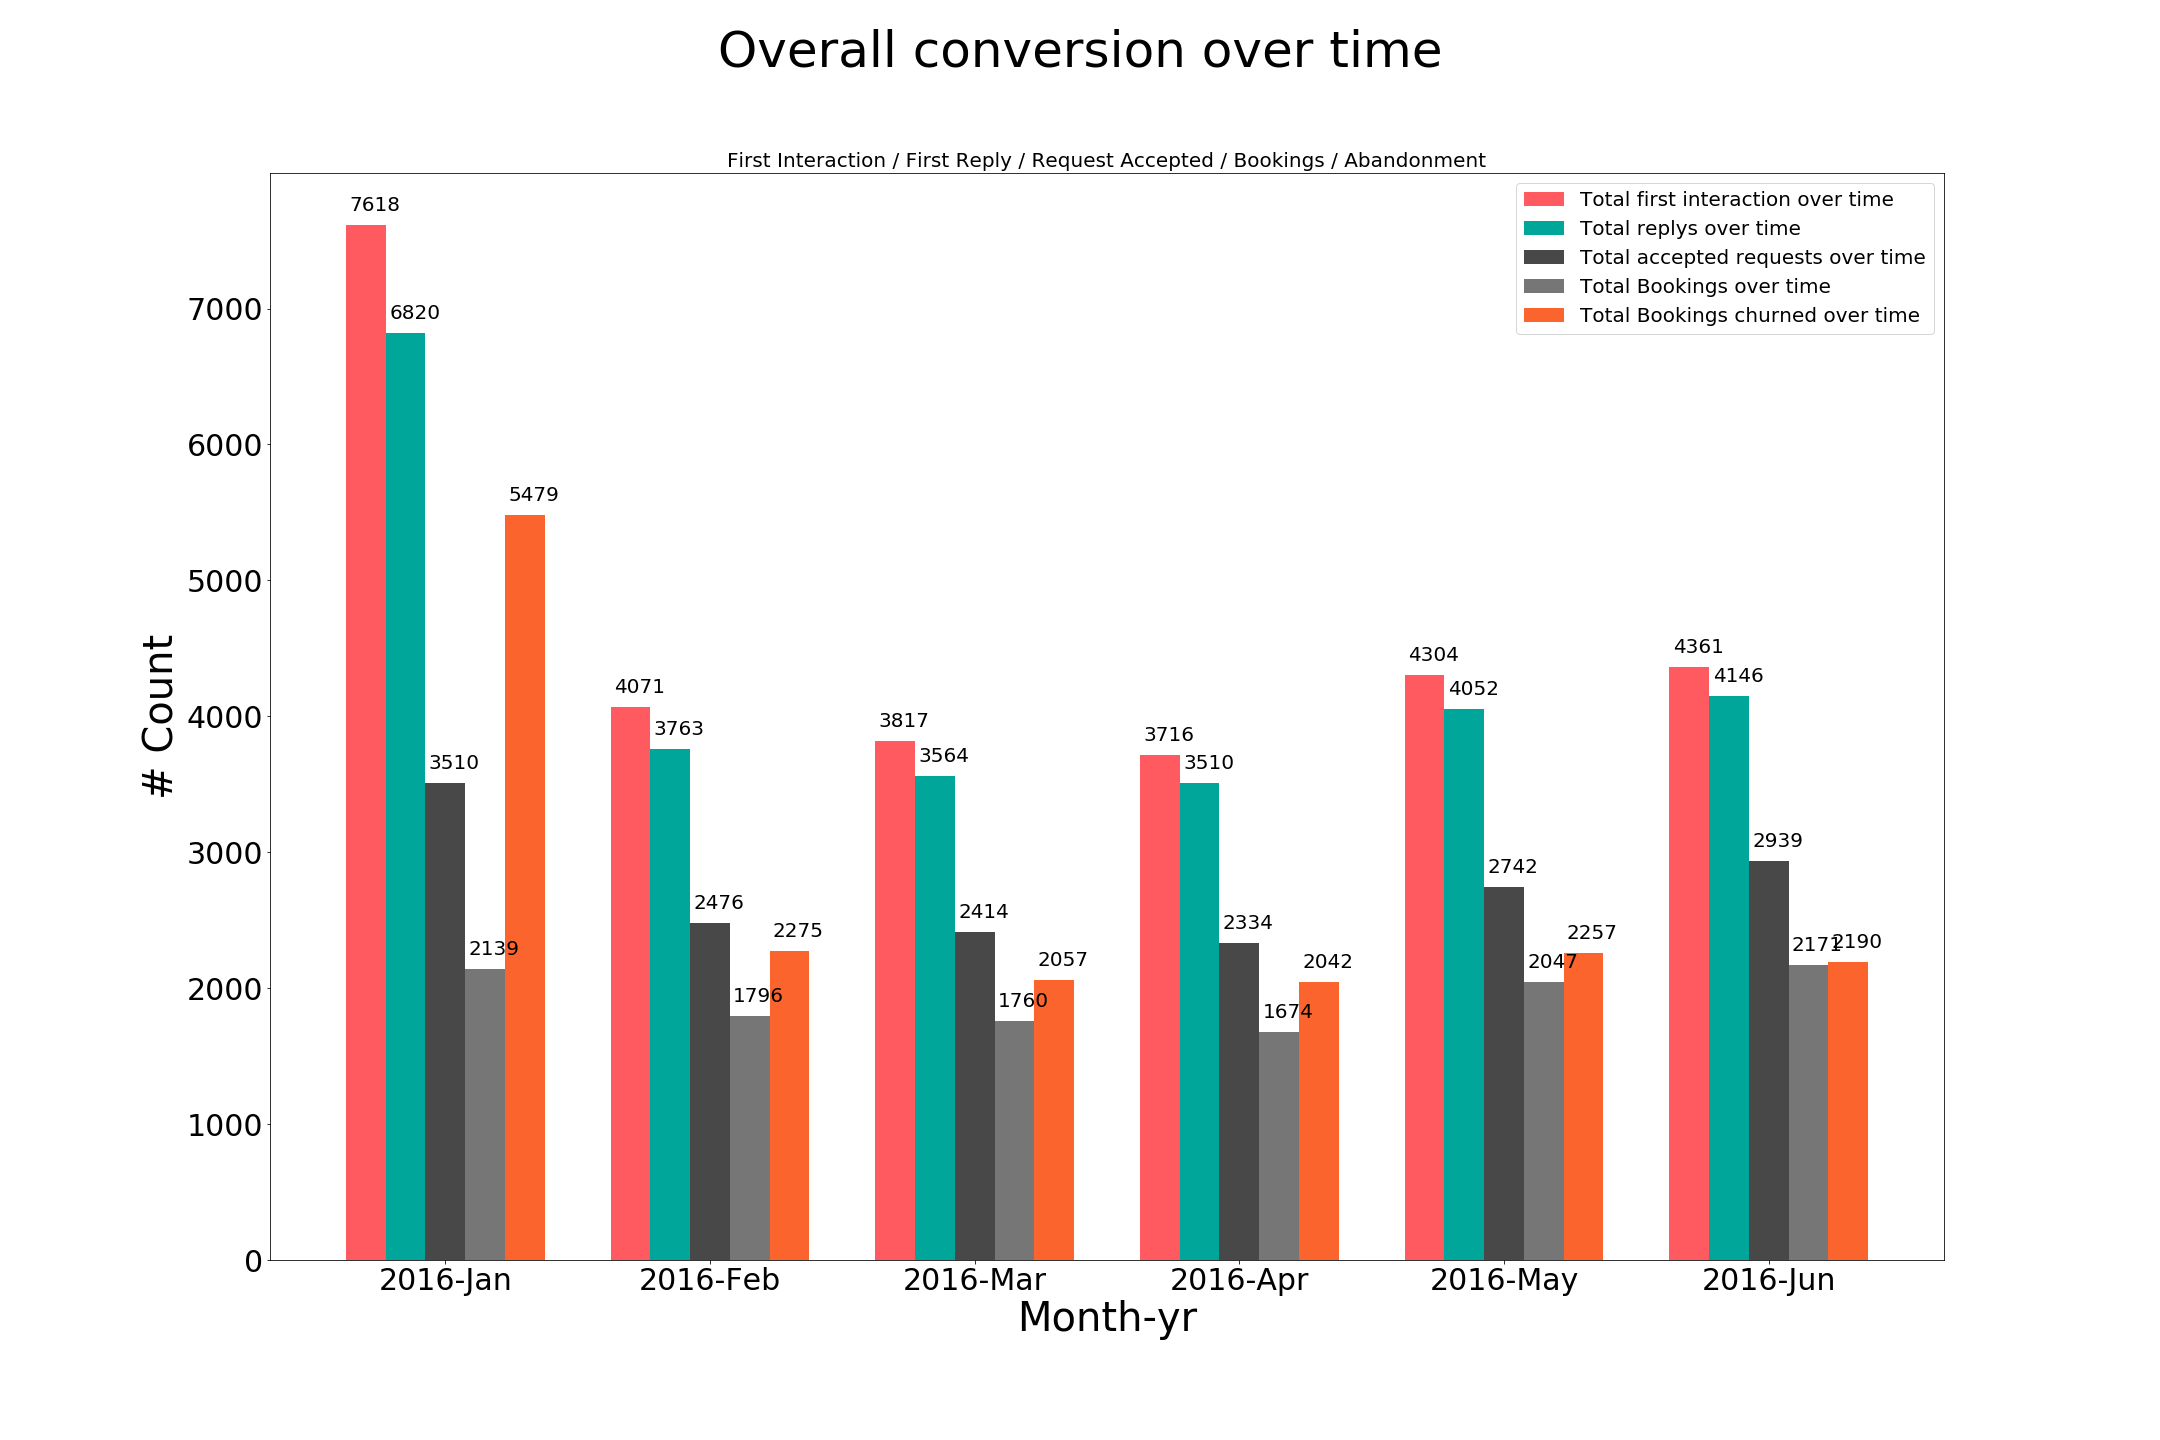 Overall conversion over time
First Interaction / First Reply / Request Accepted / Bookings / Abandonment
Total first interaction over time
Total replys over time
Total accepted requests over time
Total Bookings over time
Total Bookings churned over time
# Count
7000
6000
5000
4000
3000
2000
1000
0
7618
6820
3510
2139
5479
4071
3763
2476
1796
2275
3817
3564
2414
1760
2057
3716
3510
2334
1674
2042
4304
4052
2742
2047
2257
4361
4146
2939
2171
2190
2016-Jan
2016-Feb
2016-Mar
2016-Apr
2016-May
2016-Jun
Month-yr